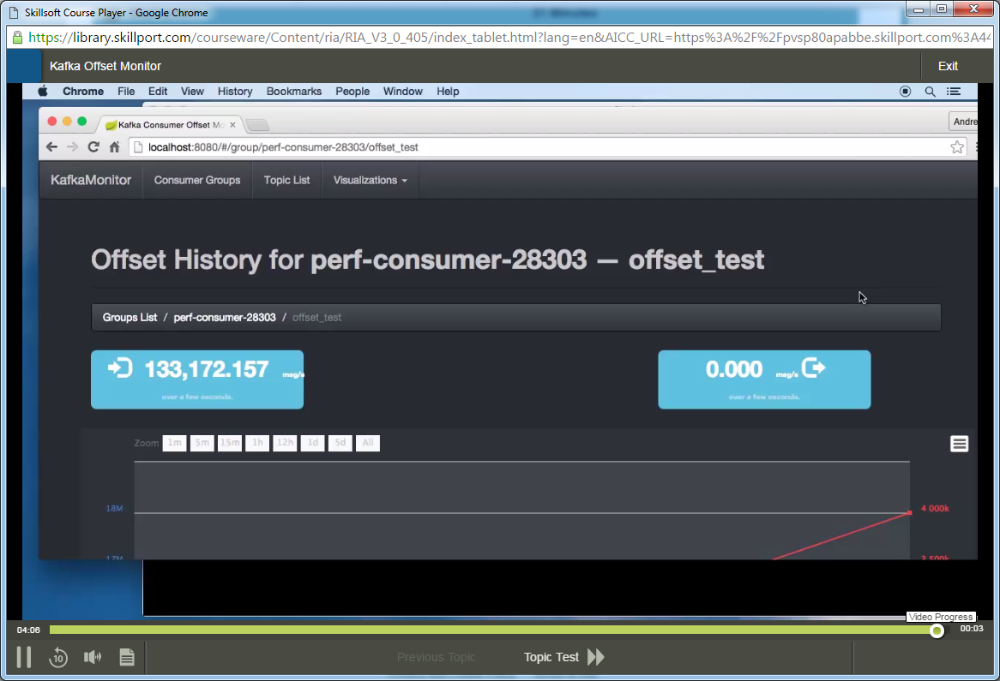 Skillsoft Course Player - Google Chrome
https://library.skillport.com/courseware/Content/ria/RIA_V3_0_405/index_tablet.html?lang=en&AICC_URL=https%3A%2F%2Fpvsp80apabbe.skillport.com%3A44
Kafka Offset Monitor
Exit
Chrome File Edit View History Bookmarks People Window Help
Kafka Consumer Offset Mo
Andre
localhost:8080/#/group/perf-consumer-28303/offset_test
KafkaMonitor Consumer Groups Topic List Visualizations
Offset History for perf-consumer-28303 — offset_test
Groups List / perf-consumer-28303 / offset_test
133,172.157 msg/s
over a few seconds.
0.000 msg/s
over a few seconds.
Zoom 1m 5m 15m 1h 12h 1d 5d All
18M
4 000k
17M
3 500k
Video Progress
04:06
00:03
10
Previous Topic
Topic Test